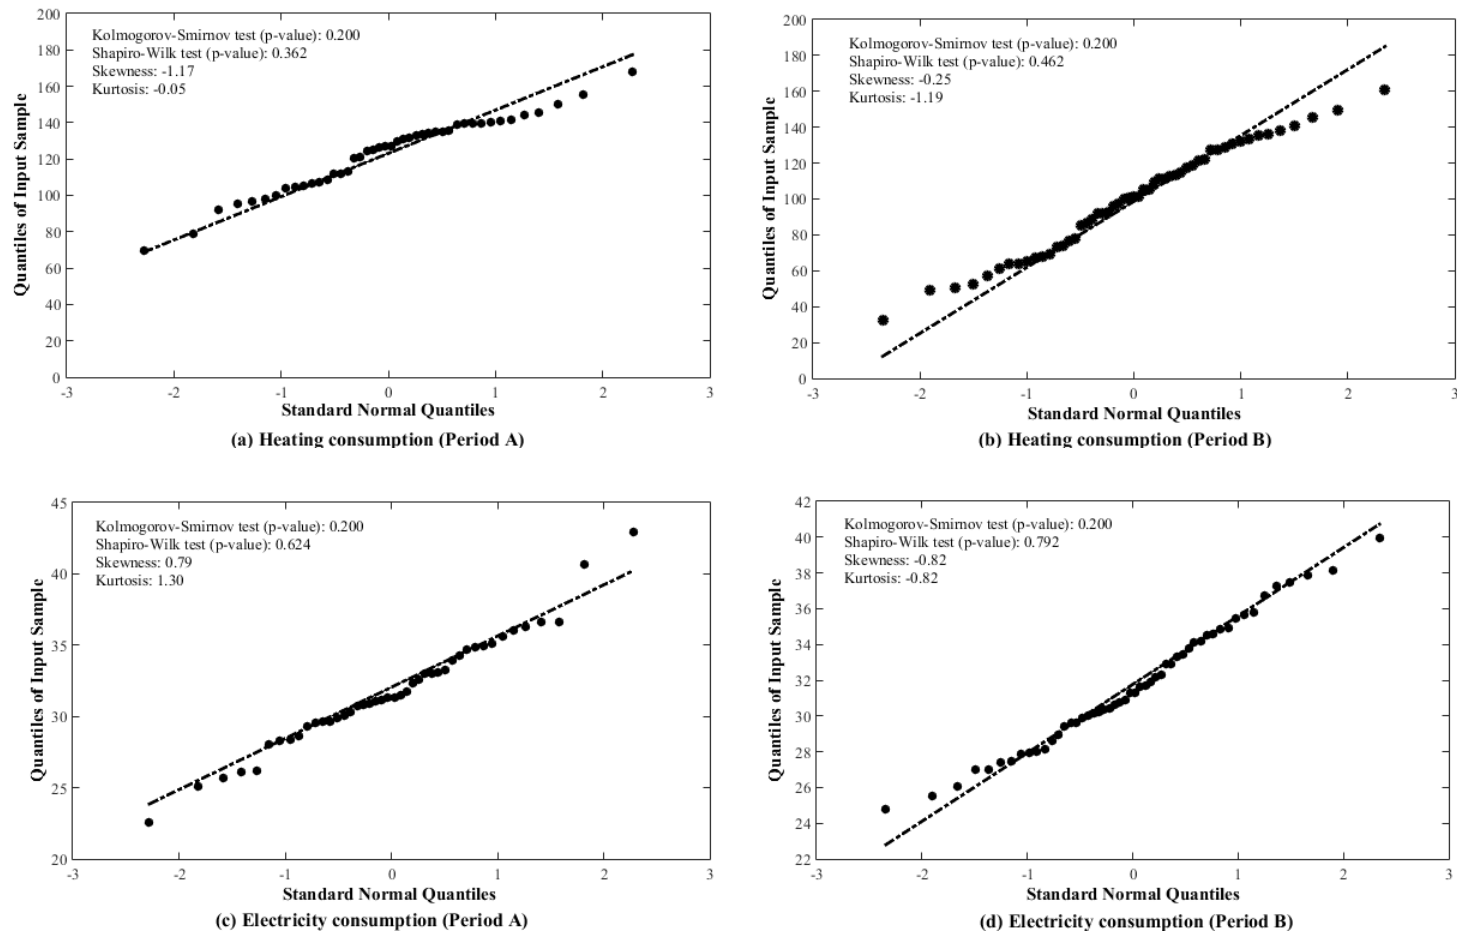 200
180
160
140
120
100
80
60
40
20
0
Quantiles of Input Sample
Kolmogorov-Smirnov test (p-value): 0.200
Shapiro-Wilk test (p-value): 0.362
Skewness: -1.17
Kurtosis: -0.05
-3 -2 -1 0 1 2 3
Standard Normal Quantiles
(a) Heating consumption (Period A)
200
180
160
140
120
100
80
60
40
20
0
Quantiles of Input Sample
Kolmogorov-Smirnov test (p-value): 0.200
Shapiro-Wilk test (p-value): 0.462
Skewness: -0.25
Kurtosis: -1.19
-3 -2 -1 0 1 2 3
Standard Normal Quantiles
(b) Heating consumption (Period B)
45
40
35
30
25
20
Quantiles of Input Sample
Kolmogorov-Smirnov test (p-value): 0.200
Shapiro-Wilk test (p-value): 0.624
Skewness: 0.79
Kurtosis: 1.30
-3 -2 -1 0 1 2 3
Standard Normal Quantiles
(c) Electricity consumption (Period A)
42
40
38
36
34
32
30
28
26
24
22
Quantiles of Input Sample
Kolmogorov-Smirnov test (p-value): 0.200
Shapiro-Wilk test (p-value): 0.792
Skewness: -0.82
Kurtosis: -0.82
-3 -2 -1 0 1 2 3
Standard Normal Quantiles
(d) Electricity consumption (Period B)